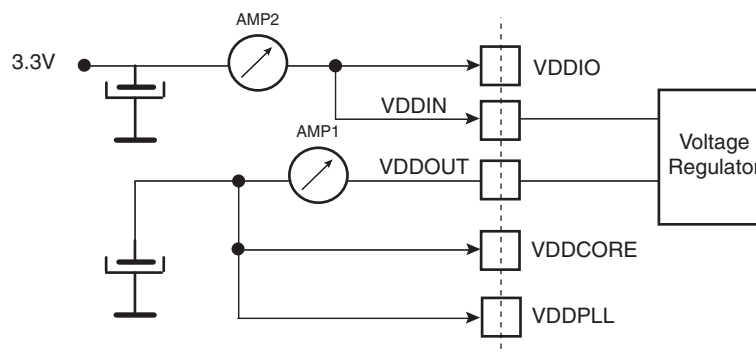 AMP2
3.3V
VDDIO
VDDIN
AMP1
VDDOUT
Voltage
Regulator
VDDCORE
VDDPLL